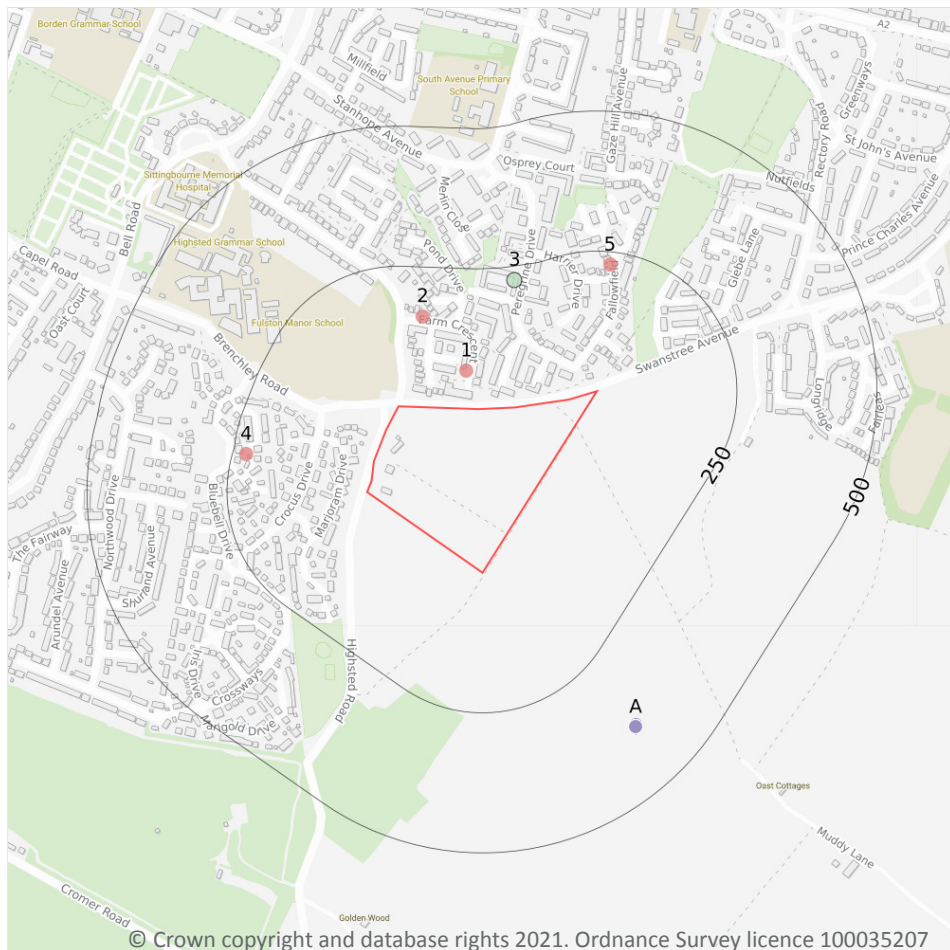 Borden Grammar School
A2
Millfield
South Avenue Primary
School
Stanhope Avenue
Gaze Hill Avenue
Greenways
Rectory Road
St John's Avenue
Osprey Court
Nutfields
Sittingbourne Memorial
Hospital
Merlin Close
Prince Charles Avenue
Bell Road
Highsted Grammar School
Pond Drive
Peregrine Drive
Harrier Drive
Glebe Lane
Capel Road
3
5
Fallowfield
Oast Court
2
Fulston Manor School
Farm Crescent
Swanstree Avenue
1
Brenchley Road
Longridge
Fairleas
4
250
500
Northwood Drive
Bluebell Drive
Crocus Drive
Marjoram Drive
The Fairway
Shurland Avenue
Arundel Avenue
Iris Drive
Crossways
Highsted Road
Marigold Drive
A
Oast Cottages
Muddy Lane
Cromer Road
Golden Wood
© Crown copyright and database rights 2021. Ordnance Survey licence 100035207